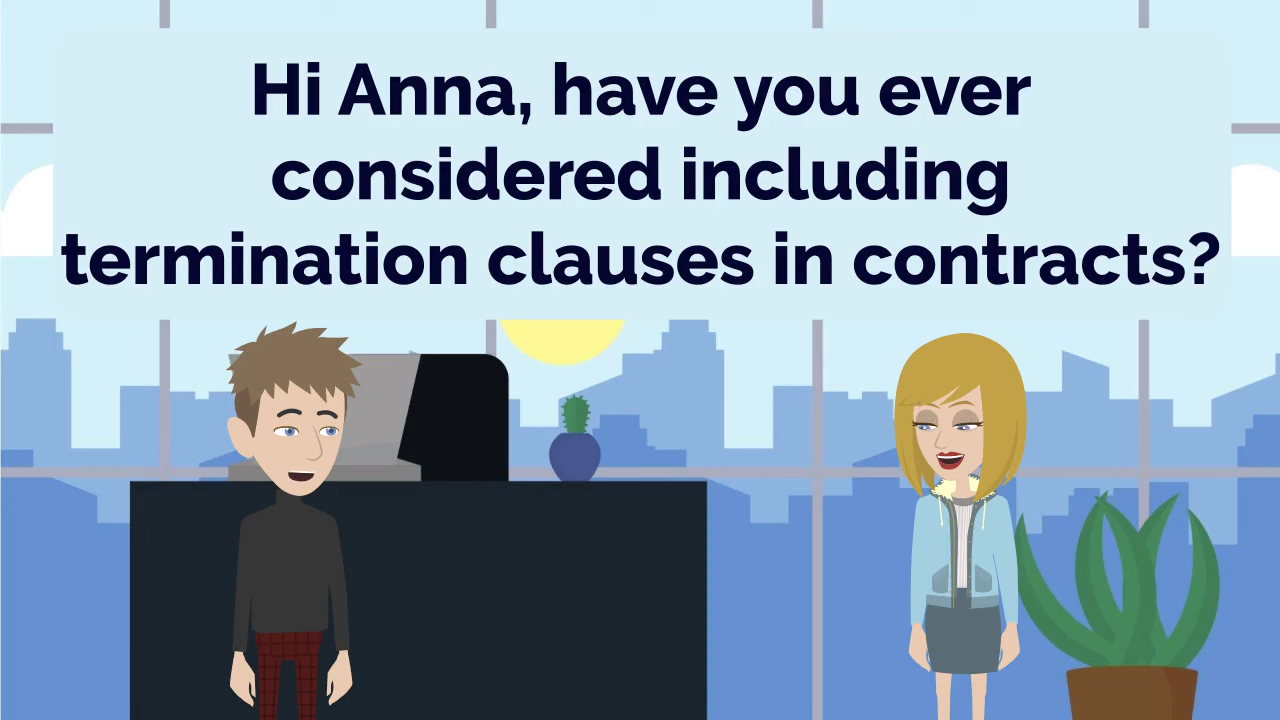 Hi Anna, have you ever
considered including
termination clauses in contracts?